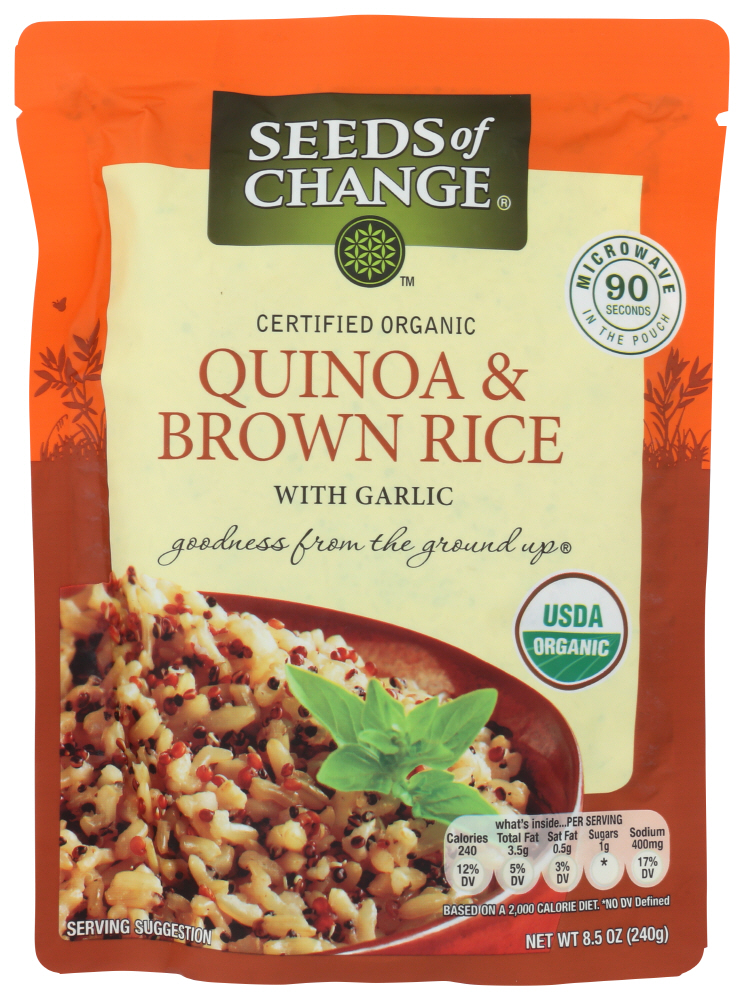 SEEDS of
CHANGE®
TM
MICROWAVE
90
SECONDS
IN THE POUCH
CERTIFIED ORGANIC
QUINOA &
BROWN RICE
WITH GARLIC
goodness from the ground up®
USDA
ORGANIC
what's inside...PER SERVING
Calories Total Fat Sat Fat Sugars Sodium
240 3.5g 0.5g 1g 400mg
12% 5% 3% * 17%
DV DV DV DV
BASED ON A 2,000 CALORIE DIET. *NO DV Defined
SERVING SUGGESTION
NET WT 8.5 OZ (240g)